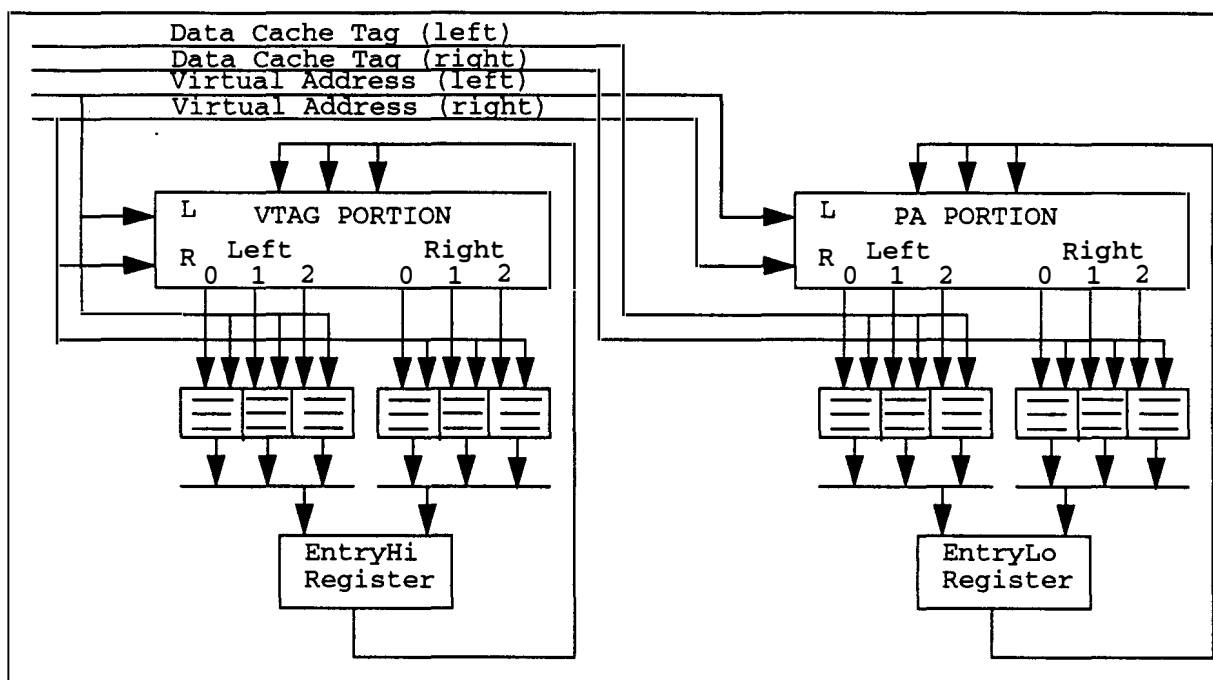 Data Cache Tag (left)
Data Cache Tag (right)
Virtual Address (left)
Virtual Address (right)
L VTAG PORTION
R Left Right
0 1 2 0 1 2
L PA PORTION
R Left Right
0 1 2 0 1 2
EntryHi
Register
EntryLo
Register